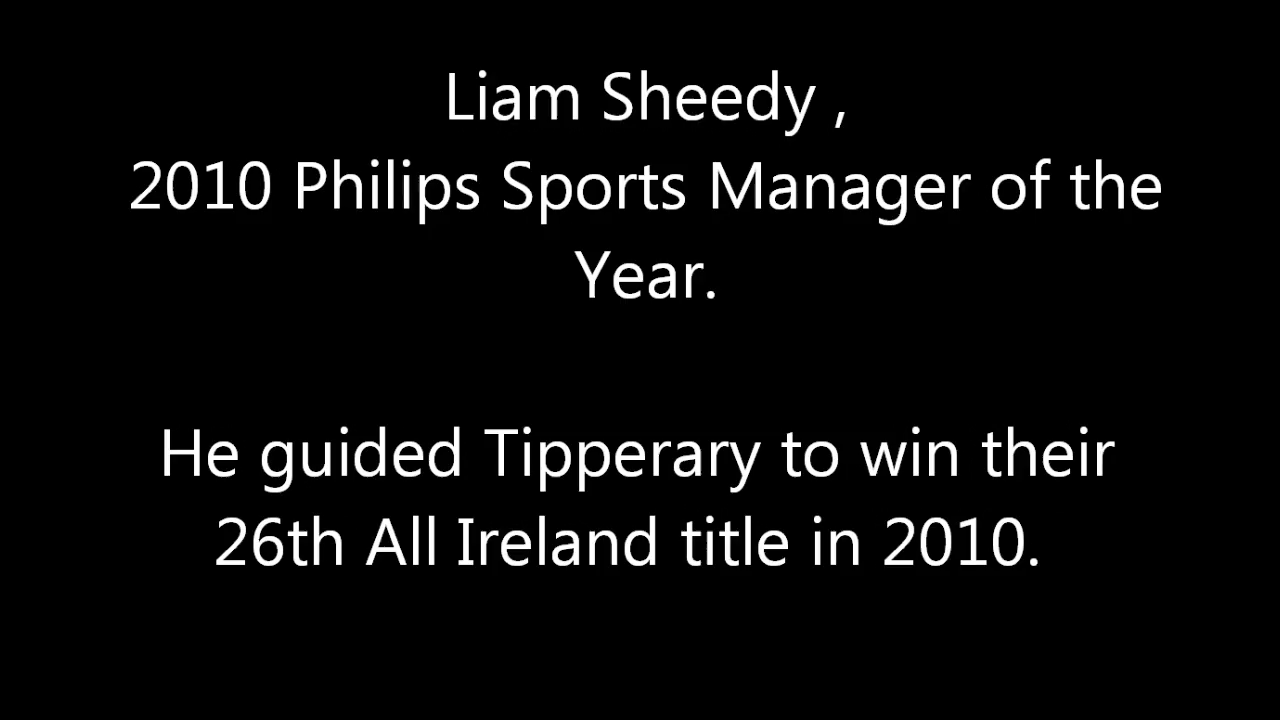 Liam Sheedy ,
2010 Philips Sports Manager of the
Year.
He guided Tipperary to win their
26th All Ireland title in 2010.